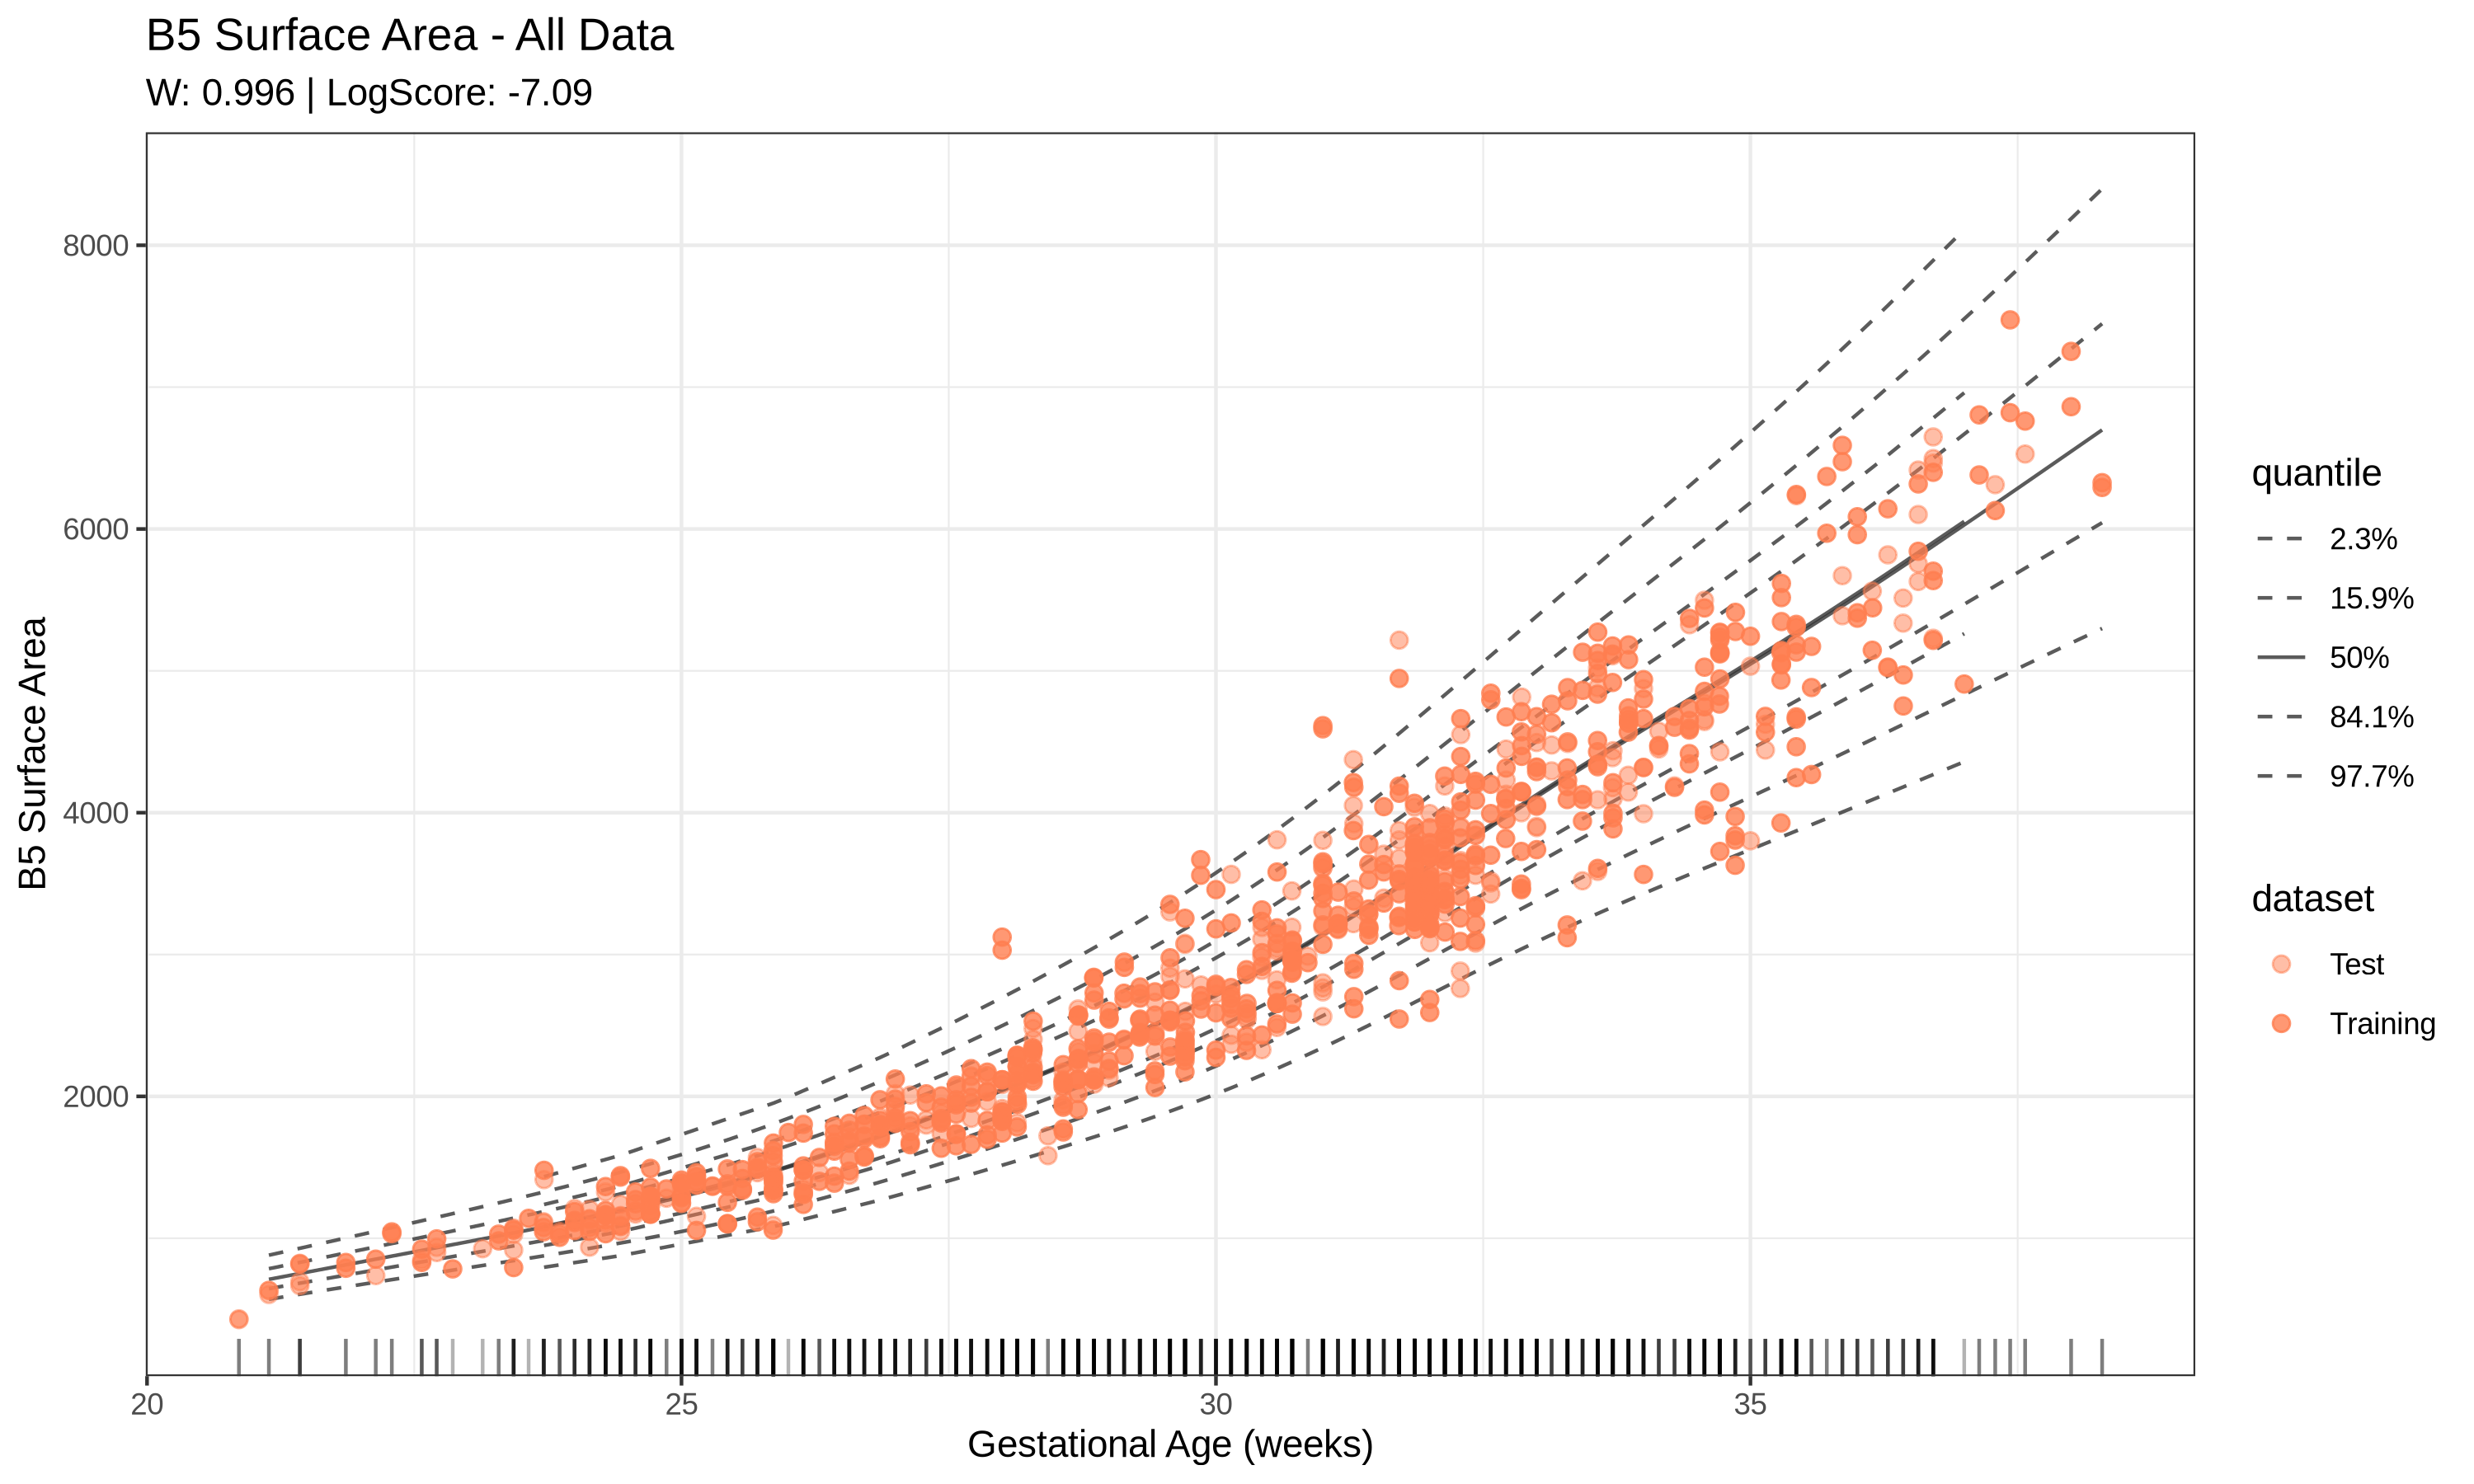 B5 Surface Area - All Data
W: 0.996 | LogScore: -7.09
B5 Surface Area
8000
6000
4000
2000
20
25
30
35
Gestational Age (weeks)
quantile
2.3%
15.9%
50%
84.1%
97.7%
dataset
Test
Training